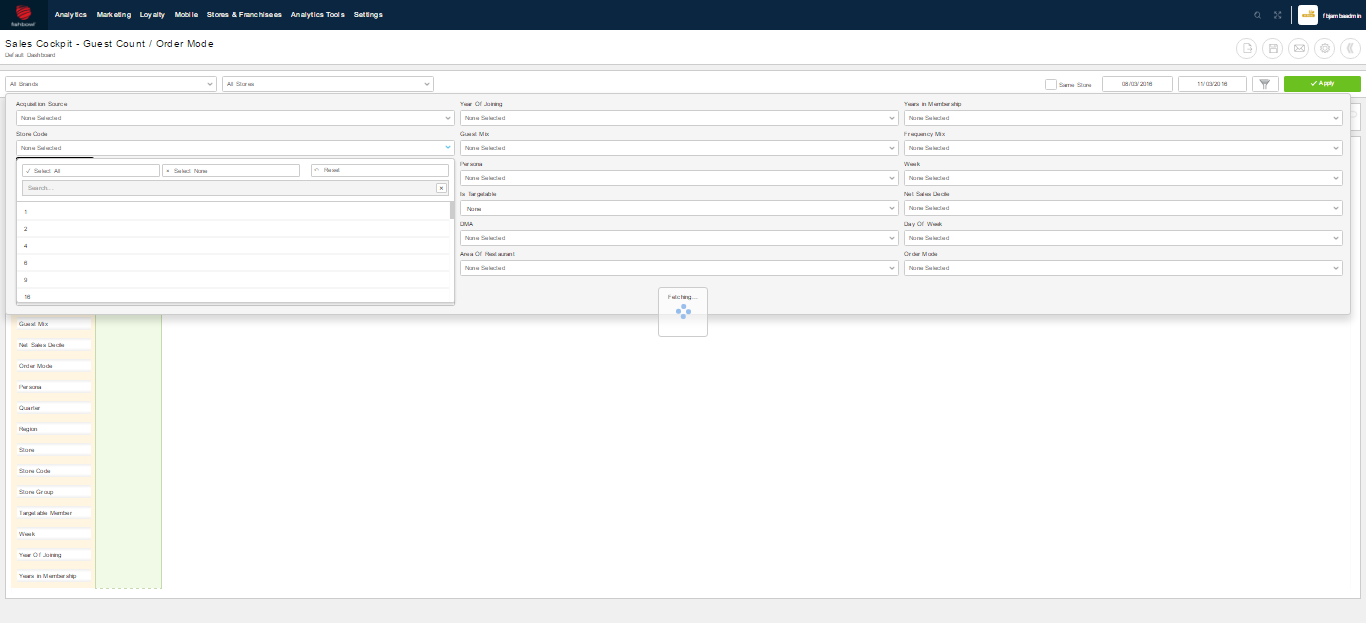 fishbowl
Analytics Marketing Loyalty Mobile Stores & Franchisees Analytics Tools Settings
fbjambaadmin
Sales Cockpit - Guest Count / Order Mode
Default Dashboard
All Brands
All Stores
Same Store
08/03/2016
11/03/2016
Apply
Acquisition Source
None Selected
Year Of Joining
None Selected
Years in Membership
None Selected
Store Code
None Selected
Guest Mix
None Selected
Frequency Mix
None Selected
Select All
Select None
Reset
Search...
1
2
4
6
9
16
Persona
None Selected
Week
None Selected
Is Targetable
None
Net Sales Decile
None Selected
DMA
None Selected
Day Of Week
None Selected
Area Of Restaurant
None Selected
Order Mode
None Selected
Fetching...
Guest Mix
Net Sales Decile
Order Mode
Persona
Quarter
Region
Store
Store Code
Store Group
Targetable Member
Week
Year Of Joining
Years in Membership